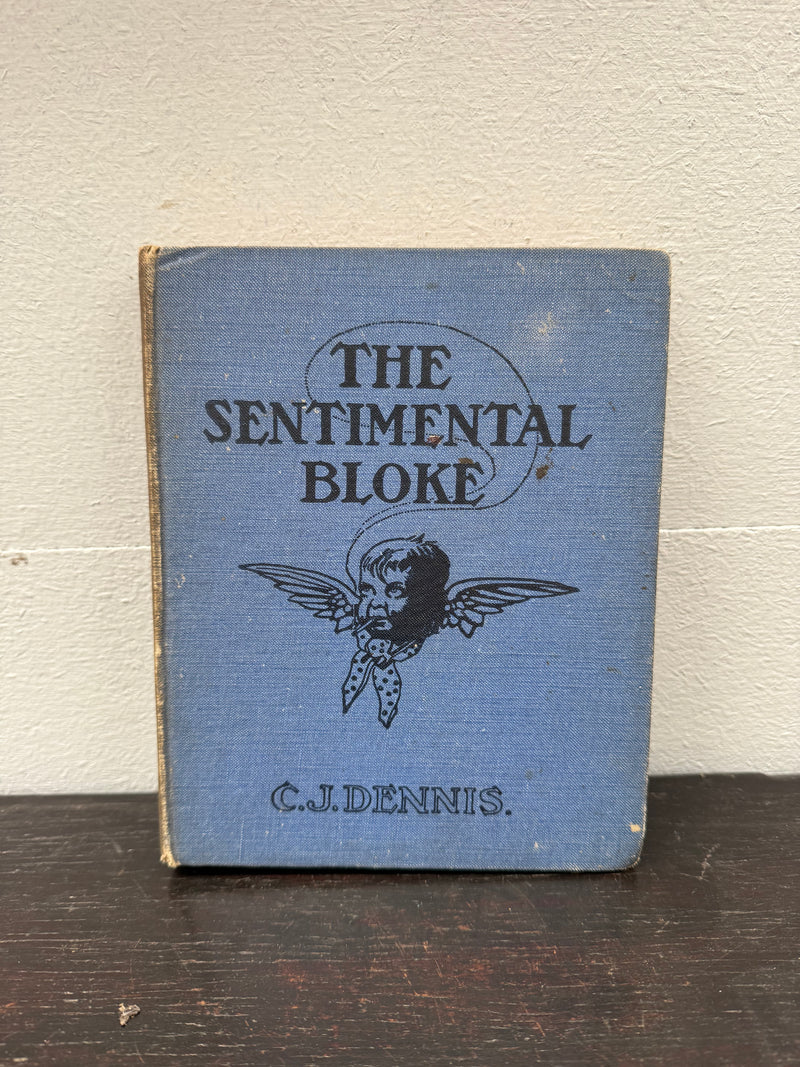 THE
SENTIMENTAL
BLOKE
C.J. DENNIS.